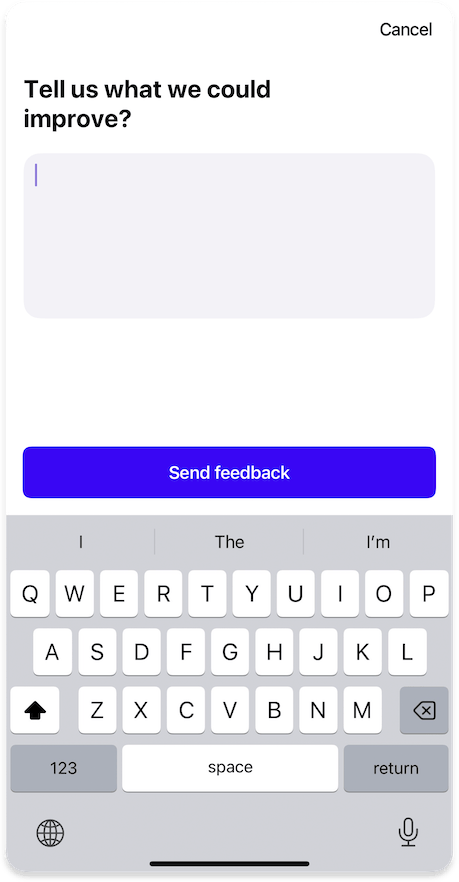 Cancel
Tell us what we could
improve?
Send feedback
I The I’m
Q W E R T Y U I O P
A S D F G H J K L
Z X C V B N M
123 space return